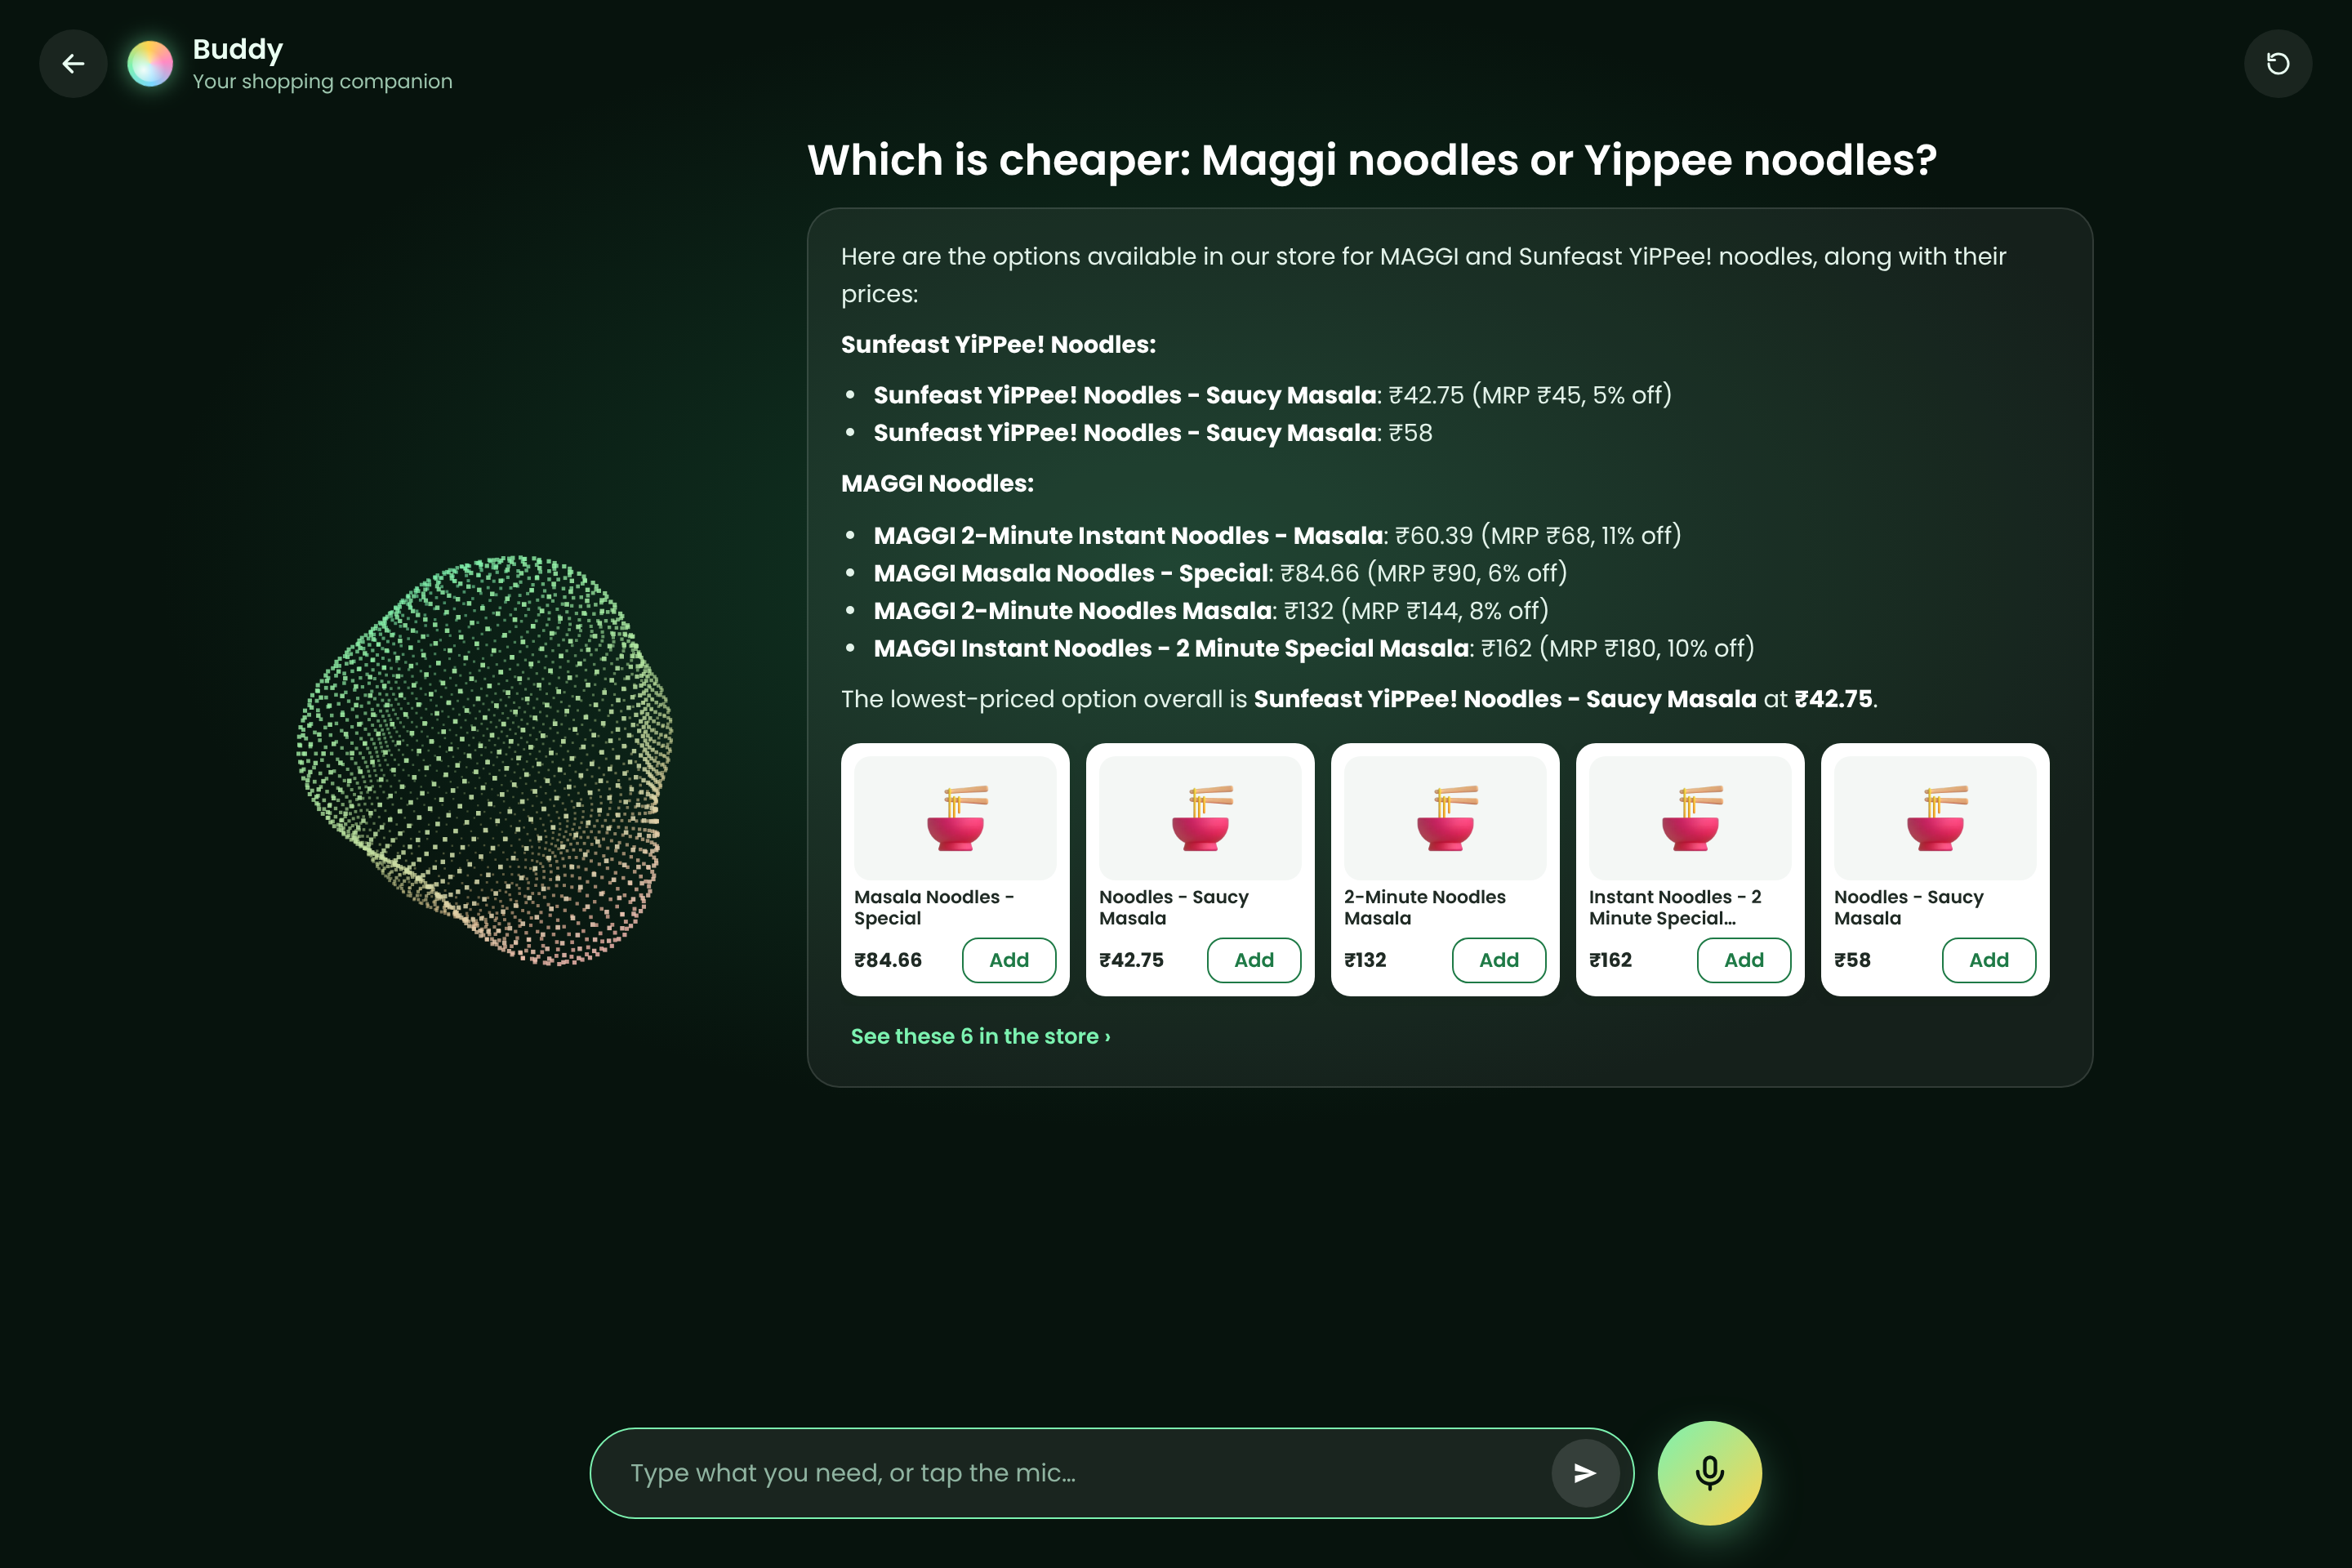 Buddy
Your shopping companion
Which is cheaper: Maggi noodles or Yippee noodles?
Here are the options available in our store for MAGGI and Sunfeast YiPPee! noodles, along with their
prices:
Sunfeast YiPPee! Noodles:
• Sunfeast YiPPee! Noodles - Saucy Masala: ₹42.75 (MRP ₹45, 5% off)
• Sunfeast YiPPee! Noodles - Saucy Masala: ₹58
MAGGI Noodles:
• MAGGI 2-Minute Instant Noodles - Masala: ₹60.39 (MRP ₹68, 11% off)
• MAGGI Masala Noodles - Special: ₹84.66 (MRP ₹90, 6% off)
• MAGGI 2-Minute Noodles Masala: ₹132 (MRP ₹144, 8% off)
• MAGGI Instant Noodles - 2 Minute Special Masala: ₹162 (MRP ₹180, 10% off)
The lowest-priced option overall is Sunfeast YiPPee! Noodles - Saucy Masala at ₹42.75.
Masala Noodles -
Special
₹84.66 Add
Noodles - Saucy
Masala
₹42.75 Add
2-Minute Noodles
Masala
₹132 Add
Instant Noodles - 2
Minute Special...
₹162 Add
Noodles - Saucy
Masala
₹58 Add
See these 6 in the store ›
Type what you need, or tap the mic...